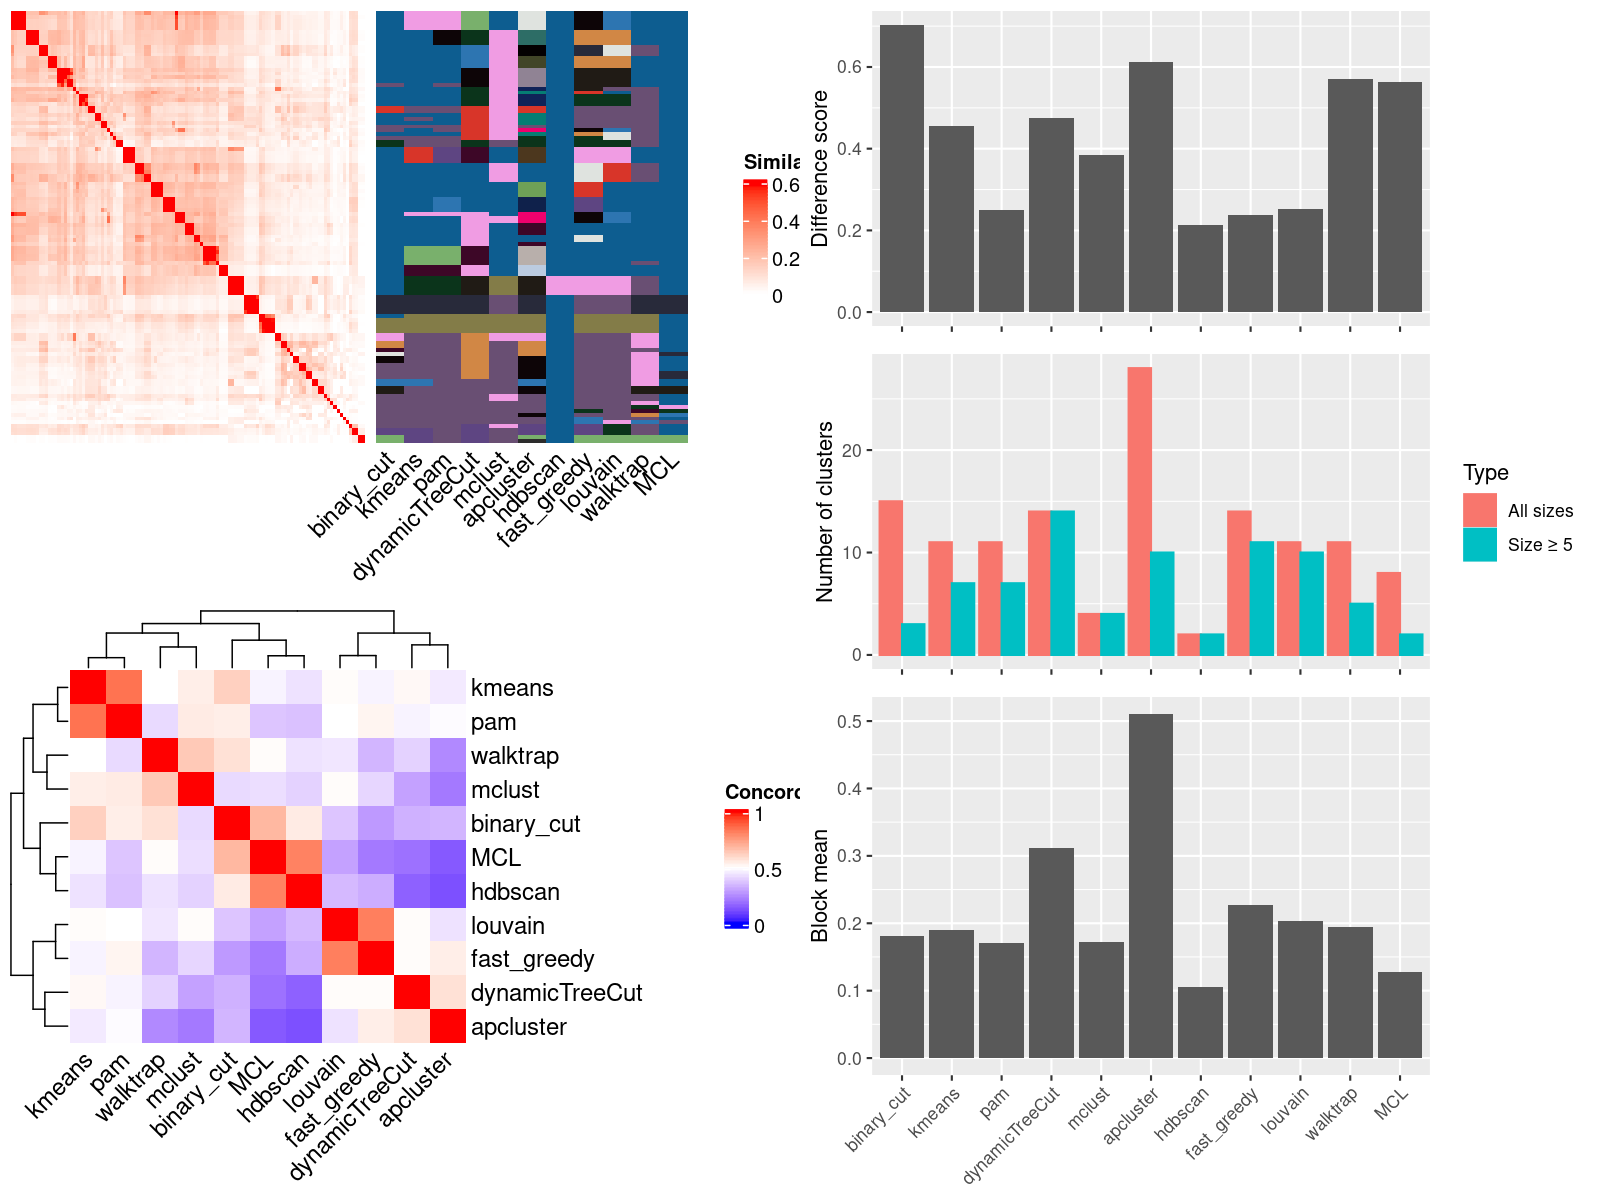 Simila
0.6
0.4
0.2
0
binary_cut
kmeans
pam
dynamicTreeCut
mclust
apcluster
hdbscan
fast_greedy
louvain
walktrap
MCL
Difference score
0.6
0.4
0.2
0.0
Number of clusters
20
10
0
Type
All sizes
Size ≥ 5
kmeans
pam
walktrap
mclust
binary_cut
MCL
hdbscan
louvain
fast_greedy
dynamicTreeCut
apcluster
kmeans
pam
walktrap
mclust
binary_cut
MCL
hdbscan
louvain
fast_greedy
dynamicTreeCut
apcluster
Concord
1
0.5
0
Block mean
0.5
0.4
0.3
0.2
0.1
0.0
binary_cut
kmeans
pam
dynamicTreeCut
mclust
apcluster
hdbscan
fast_greedy
louvain
walktrap
MCL